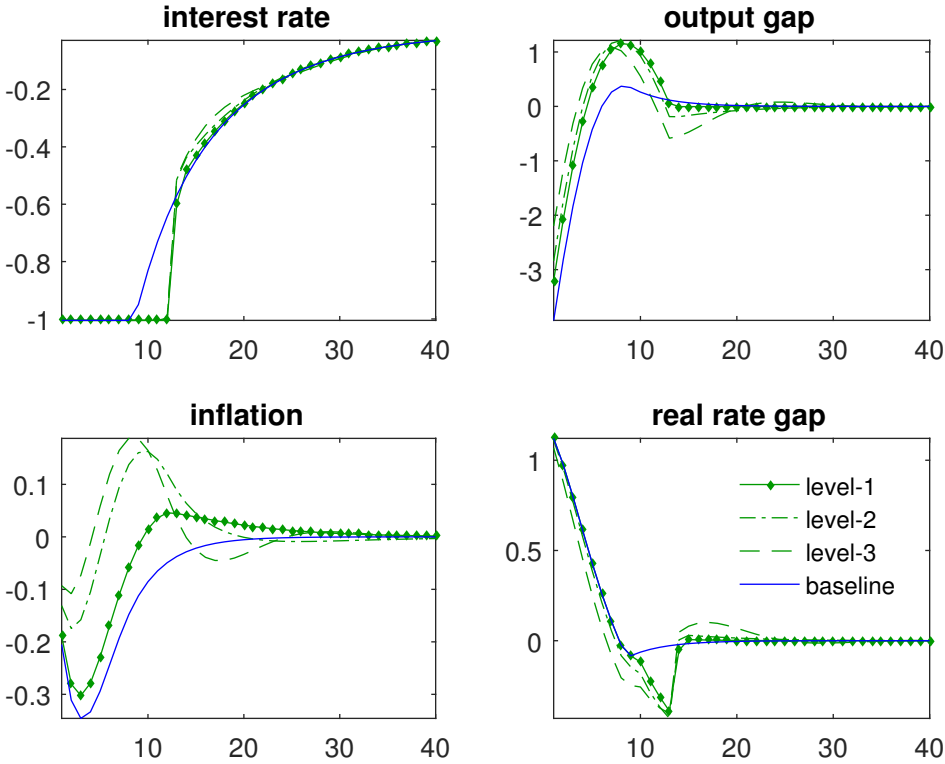 interest rate
-0.2
-0.4
-0.6
-0.8
-1
10 20 30 40
output gap
1
0
-1
-2
-3
10 20 30 40
inflation
0.1
0
-0.1
-0.2
-0.3
10 20 30 40
real rate gap
1
0.5
0
level-1
level-2
level-3
baseline
10 20 30 40